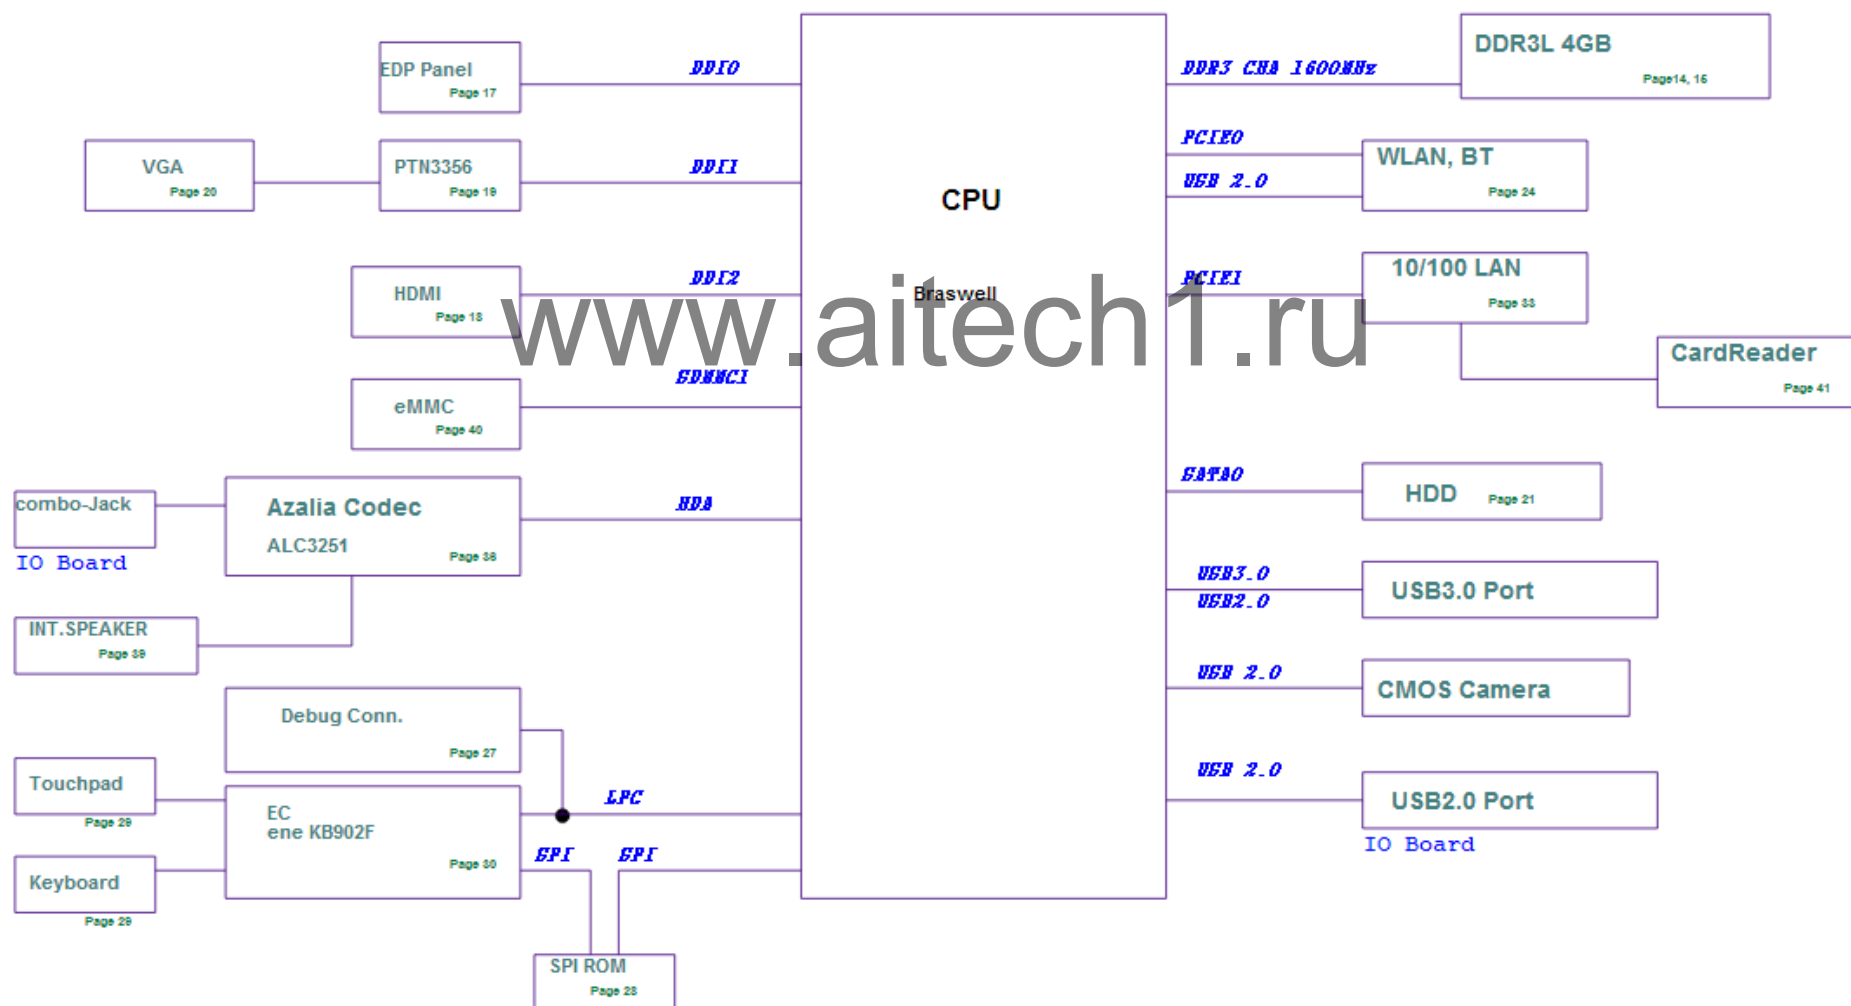 EDP Panel
Page 17
DDI0
VGA
Page 20
PTN3356
Page 19
DDI1
HDMI
Page 18
DDI2
eMMC
Page 40
SDMMC1
combo-Jack
IO Board
Azalia Codec
ALC3251
Page 36
HDA
INT.SPEAKER
Page 39
Debug Conn.
Page 27
Touchpad
Page 29
EC
ene KB902F
Page 30
LPC
Keyboard
Page 29
SPI
SPI
SPI ROM
Page 28
CPU
Braswell
www.aitech1.ru
DDR3 CHA 1600MHz
DDR3L 4GB
Page14, 15
PCIE0
USB 2.0
WLAN, BT
Page 24
PCIE1
10/100 LAN
Page 33
CardReader
Page 41
SATA0
HDD
Page 21
USB3.0
USB2.0
USB3.0 Port
USB 2.0
CMOS Camera
USB 2.0
USB2.0 Port
IO Board